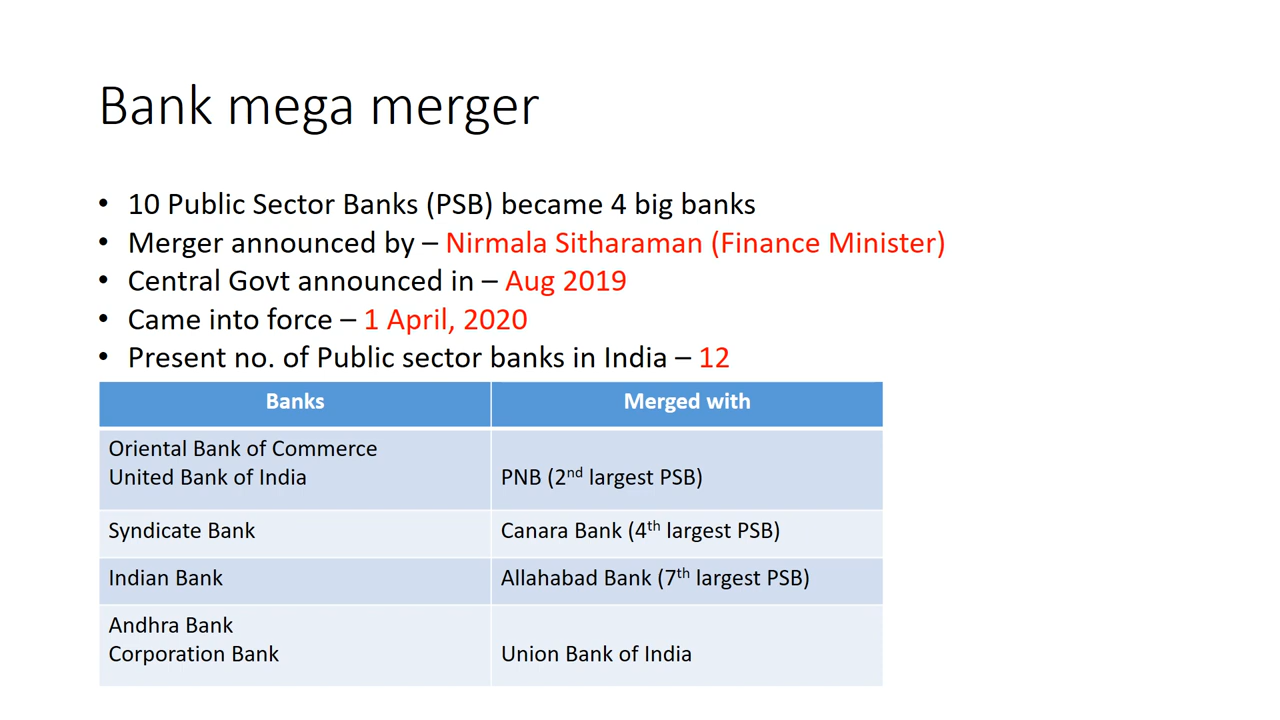 Bank mega merger
• 10 Public Sector Banks (PSB) became 4 big banks
• Merger announced by – Nirmala Sitharaman (Finance Minister)
• Central Govt announced in – Aug 2019
• Came into force – 1 April, 2020
• Present no. of Public sector banks in India – 12
Banks Merged with
Oriental Bank of Commerce
United Bank of India PNB (2nd largest PSB)
Syndicate Bank Canara Bank (4th largest PSB)
Indian Bank Allahabad Bank (7th largest PSB)
Andhra Bank
Corporation Bank Union Bank of India